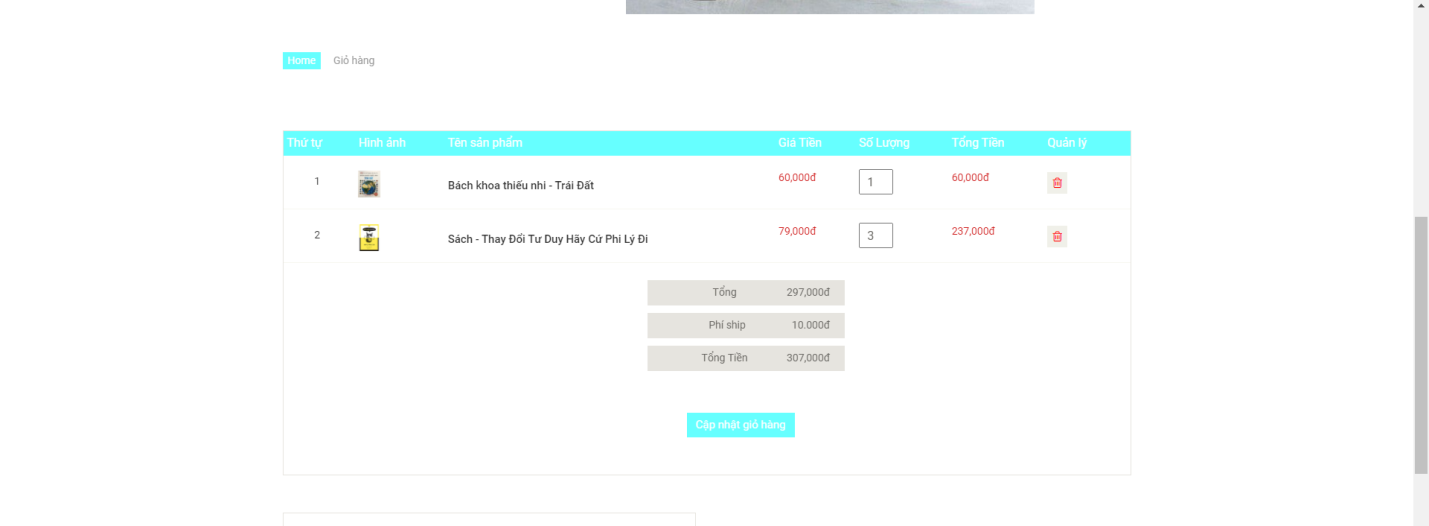 Home Giỏ hàng
Thứ tự Hình ảnh Tên sản phẩm Giá Tiền Số Lượng Tổng Tiền Quản lý
1 Bách khoa thiếu nhi - Trái Đất 60,000đ 1 60,000đ
2 Sách - Thay Đổi Tư Duy Hãy Cứ Phi Lý Đi 79,000đ 3 237,000đ
Tổng 297,000đ
Phí ship 10.000đ
Tổng Tiền 307,000đ
Cập nhật giỏ hàng